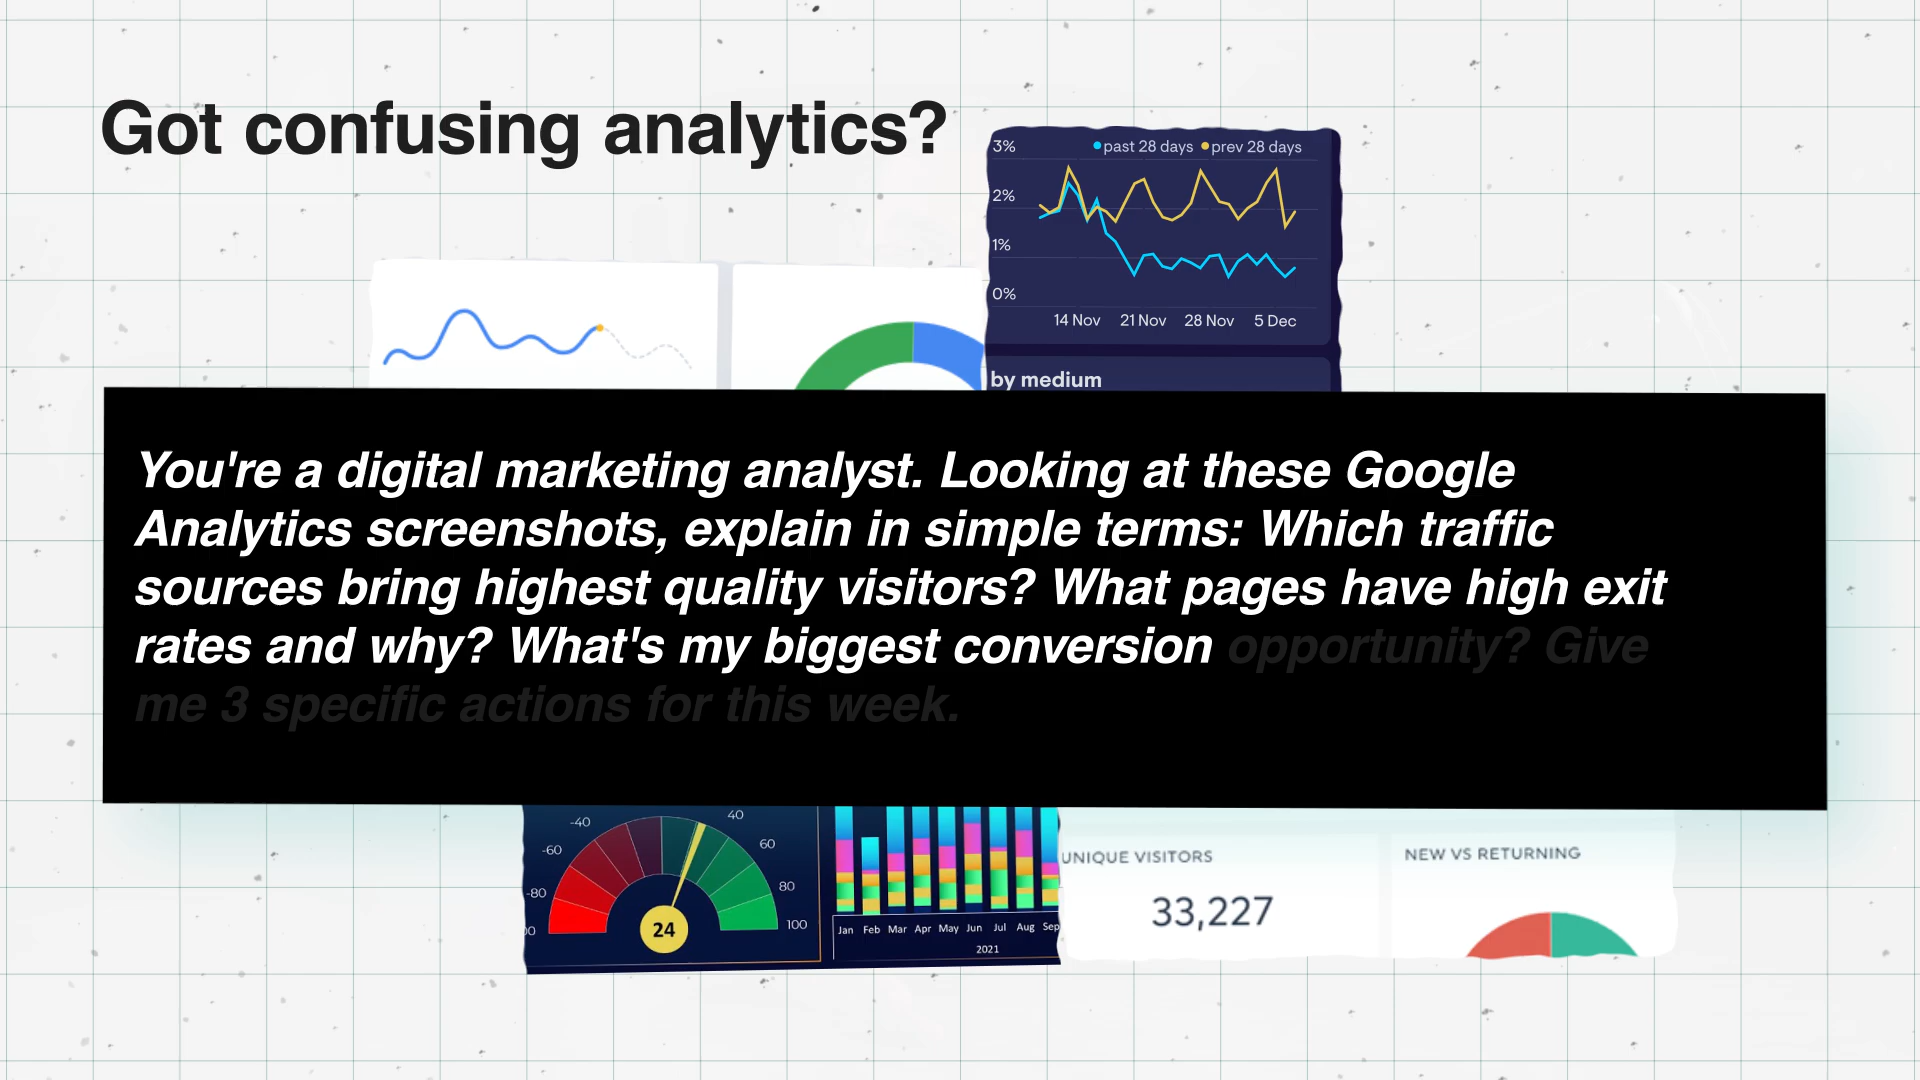 Got confusing analytics?
3%
past 28 days prev 28 days
2%
1%
0%
14 Nov 21 Nov 28 Nov 5 Dec
by medium
You're a digital marketing analyst. Looking at these Google
Analytics screenshots, explain in simple terms: Which traffic
sources bring highest quality visitors? What pages have high exit
rates and why? What's my biggest conversion opportunity? Give
me 3 specific actions for this week.
-40
40
-60
60
-80
80
100
24
Jan Feb Mar Apr May Jun Jul Aug Sep
2021
UNIQUE VISITORS
33,227
NEW VS RETURNING